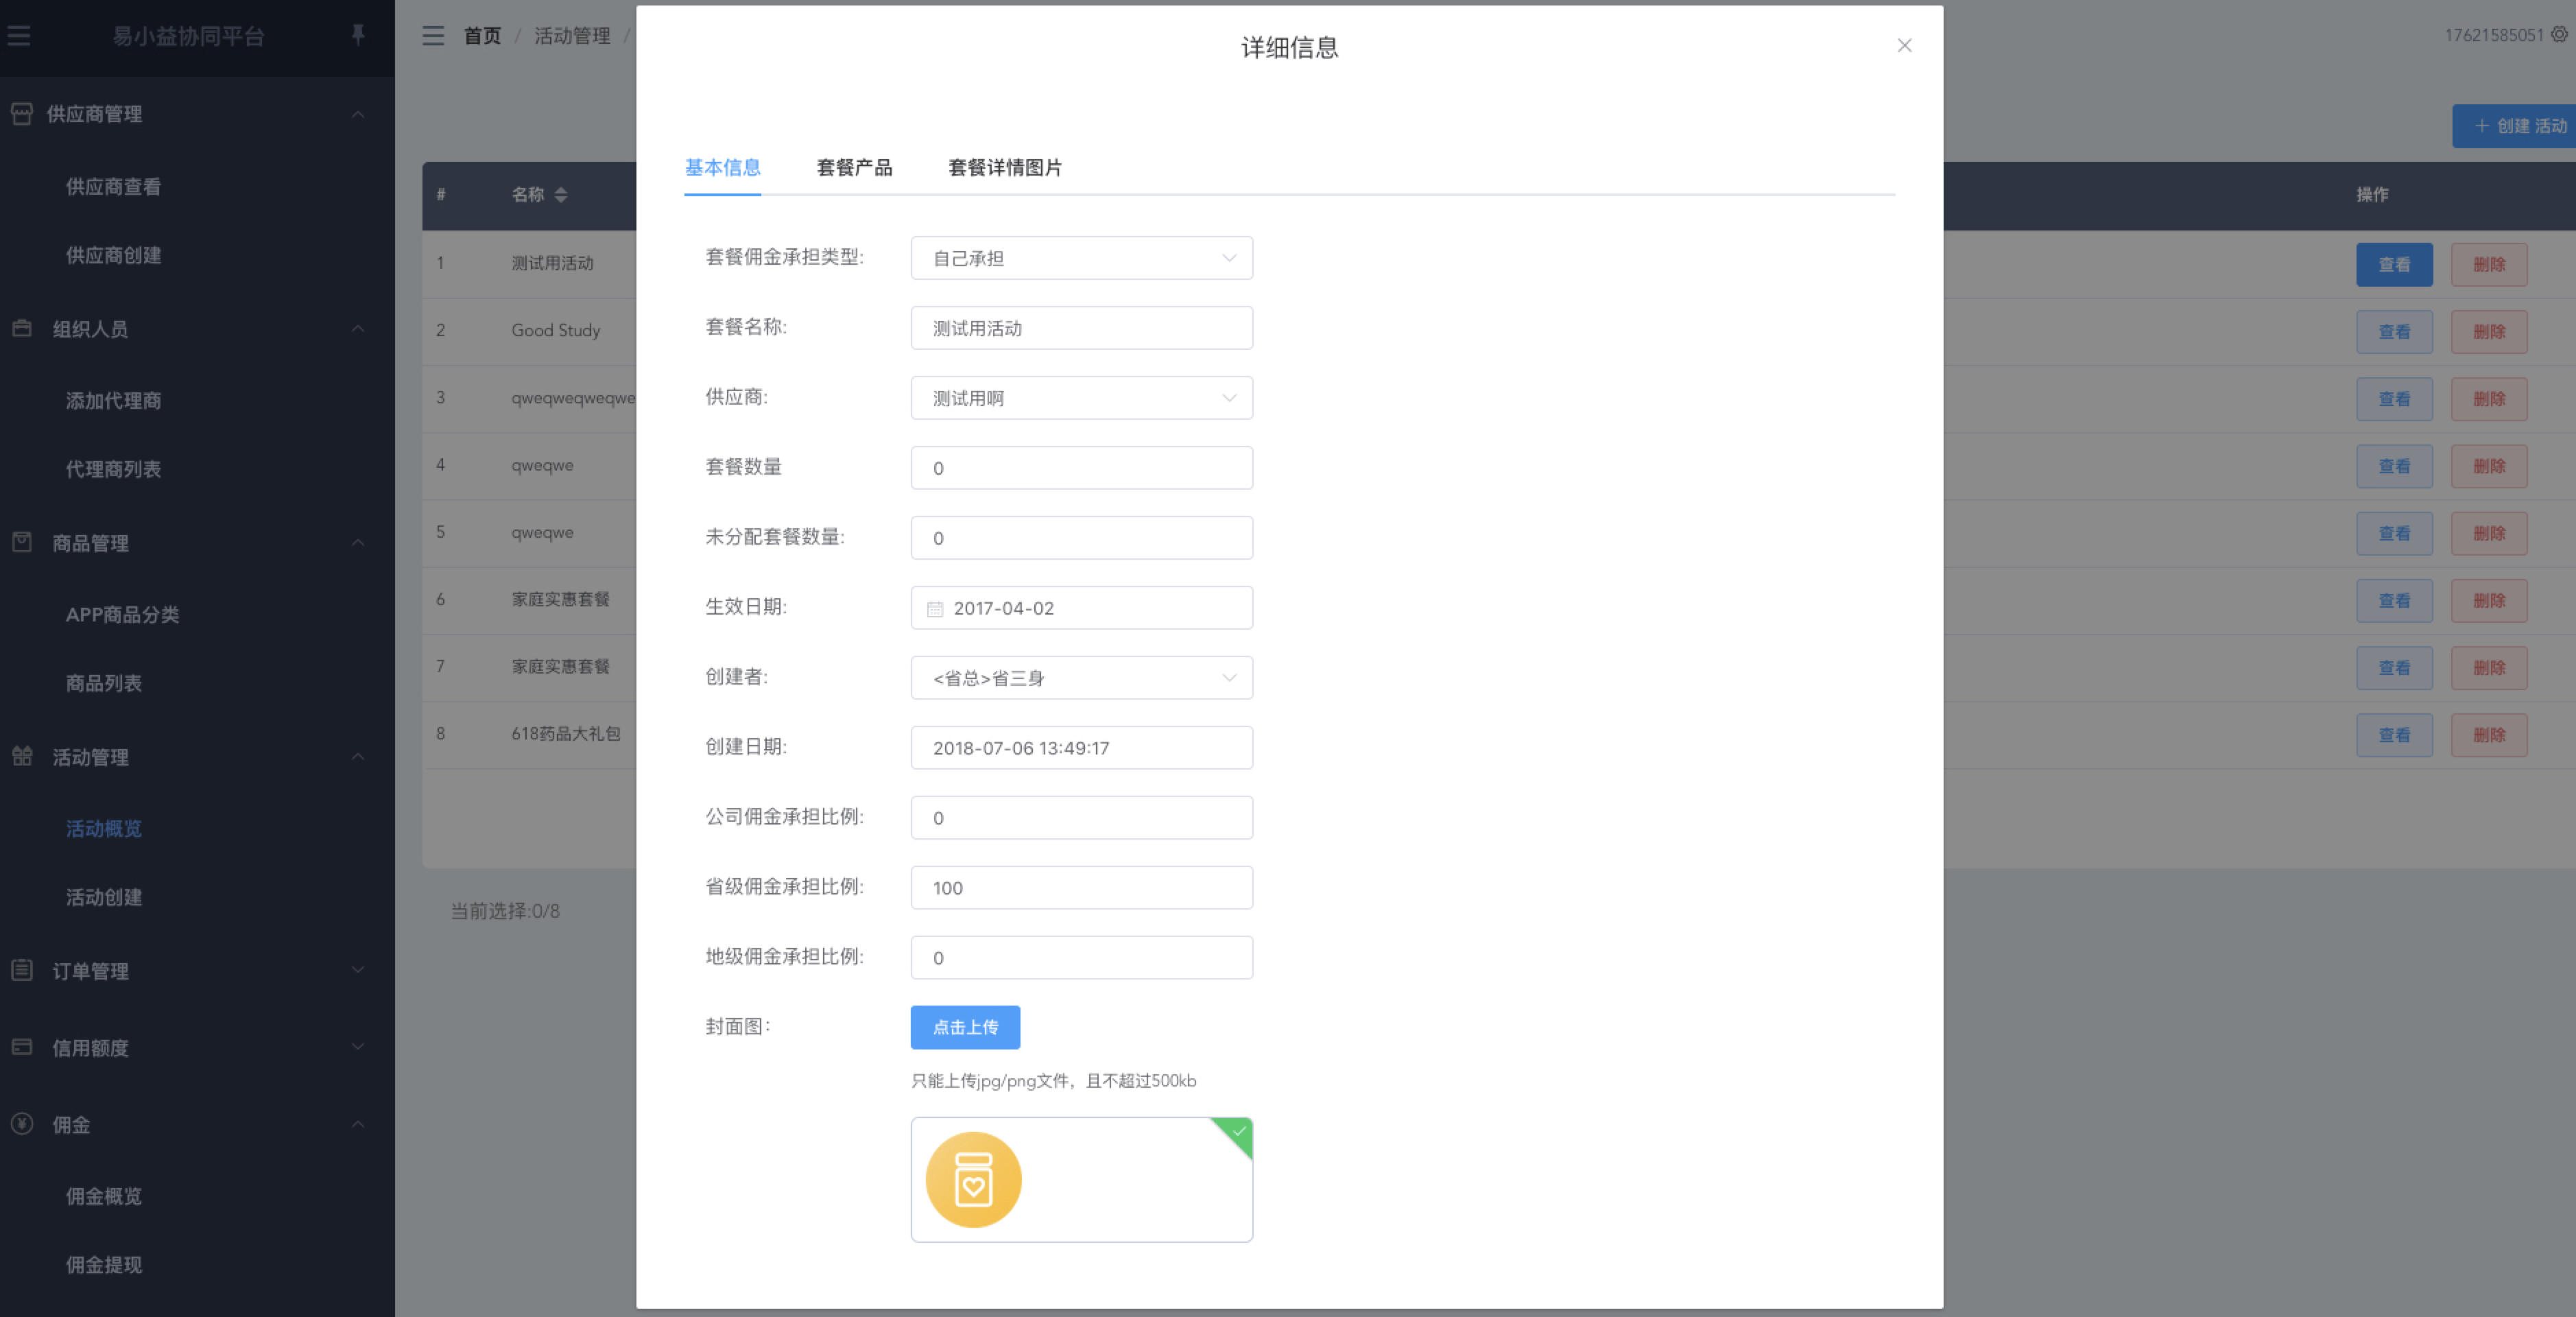 易小益协同平台
供应商管理
供应商查看
供应商创建
组织人员
添加代理商
代理商列表
商品管理
APP商品分类
商品列表
活动管理
活动概览
活动创建
订单管理
信用额度
佣金
佣金概览
佣金提现
首页 / 活动管理 /
17621585051
+ 创建 活动
# 名称 操作
1 测试用活动 查看 删除
2 Good Study 查看 删除
3 qweqweqweqwe 查看 删除
4 qweqwe 查看 删除
5 qweqwe 查看 删除
6 家庭实惠套餐 查看 删除
7 家庭实惠套餐 查看 删除
8 618药品大礼包 查看 删除
当前选择:0/8
详细信息
基本信息 套餐产品 套餐详情图片
套餐佣金承担类型: 自己承担
套餐名称: 测试用活动
供应商: 测试用啊
套餐数量 0
未分配套餐数量: 0
生效日期: 2017-04-02
创建者: <省总>省三身
创建日期: 2018-07-06 13:49:17
公司佣金承担比例: 0
省级佣金承担比例: 100
地级佣金承担比例: 0
封面图： 点击上传
只能上传jpg/png文件，且不超过500kb